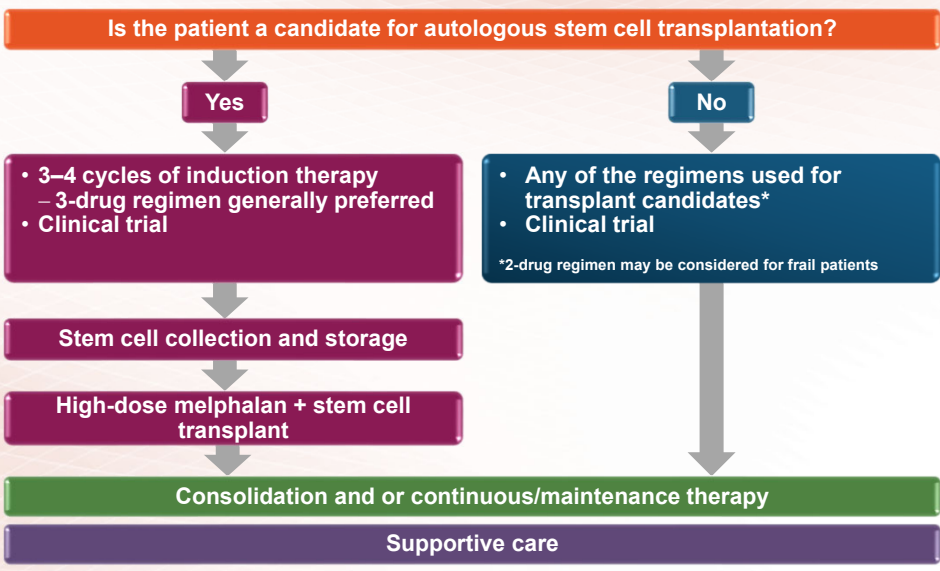 Is the patient a candidate for autologous stem cell transplantation?
Yes
No
• 3–4 cycles of induction therapy
– 3-drug regimen generally preferred
• Clinical trial
• Any of the regimens used for
transplant candidates*
• Clinical trial
*2-drug regimen may be considered for frail patients
Stem cell collection and storage
High-dose melphalan + stem cell
transplant
Consolidation and or continuous/maintenance therapy
Supportive care